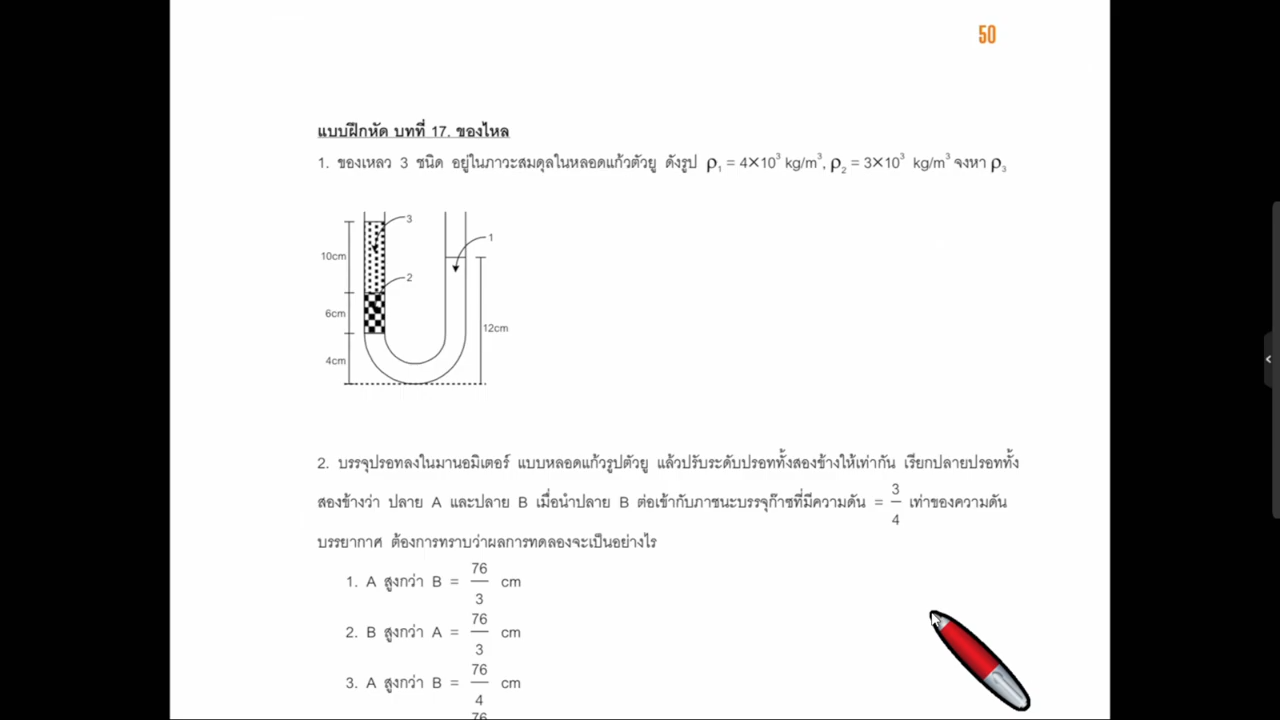 50
แบบฝึกหัด บทที่ 17. ของไหล
1. ของเหลว 3 ชนิด อยู่ในภาวะสมดุลในหลอดแก้วตัวยู ดังรูป ρ₁ = 4×10³ kg/m³, ρ₂ = 3×10³ kg/m³ จงหา ρ₃
3
1
10cm
2
6cm
12cm
4cm
2. บรรจุปรอทลงในมานอมิเตอร์ แบบหลอดแก้วรูปตัวยู แล้วปรับระดับปรอททั้งสองข้างให้เท่ากัน เรียกปลายปรอททั้ง
สองข้างว่า ปลาย A และปลาย B เมื่อนำปลาย B ต่อเข้ากับภาชนะบรรจุก๊าซที่มีความดัน = 3/4 เท่าของความดัน
บรรยากาศ ต้องการทราบว่าผลการทดลองจะเป็นอย่างไร
1. A สูงกว่า B = 76/3 cm
2. B สูงกว่า A = 76/3 cm
3. A สูงกว่า B = 76/4 cm
76